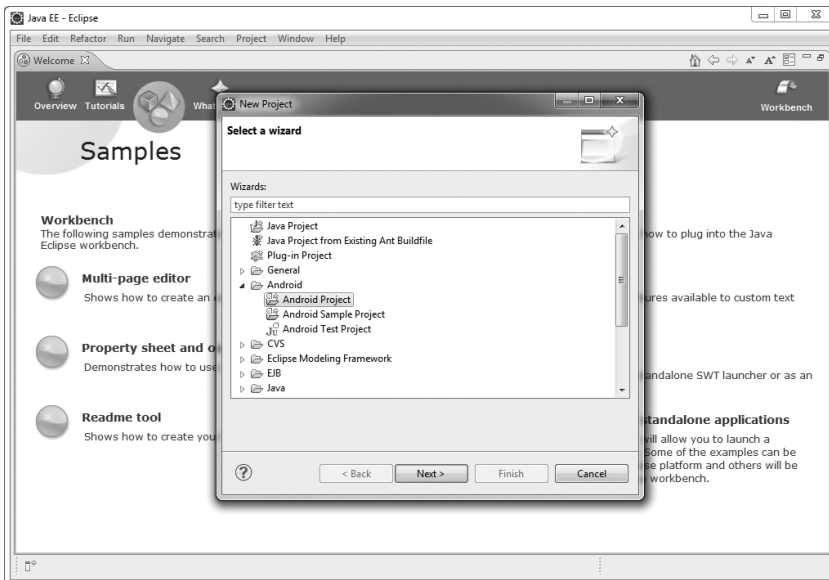 Java EE - Eclipse
File Edit Refactor Run Navigate Search Project Window Help
Welcome
Overview Tutorials
Workbench
Samples
Workbench
The following samples demonstrat
Eclipse workbench.
Multi-page editor
Shows how to create an
Property sheet and o
Demonstrates how to use
Readme tool
Shows how to create you
New Project
Select a wizard
Wizards:
type filter text
Java Project
Java Project from Existing Ant Buildfile
Plug-in Project
General
Android
Android Project
Android Sample Project
Android Test Project
CVS
Eclipse Modeling Framework
EJB
Java
< Back Next > Finish Cancel
how to plug into the Java
ures available to custom text
andalone SWT launcher or as an
standalone applications
will allow you to launch a
Some of the examples can be
se platform and others will be
workbench.